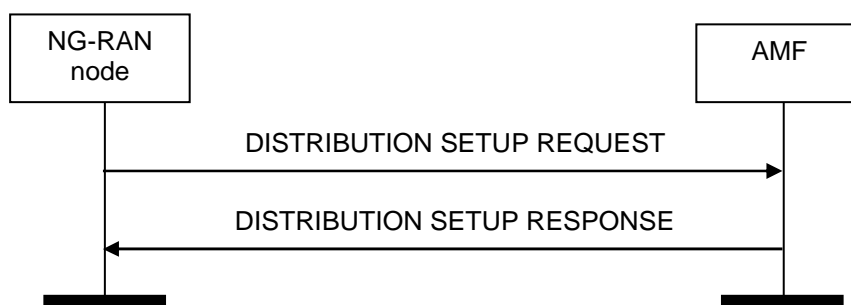 NG-RAN
node
AMF
DISTRIBUTION SETUP REQUEST
DISTRIBUTION SETUP RESPONSE